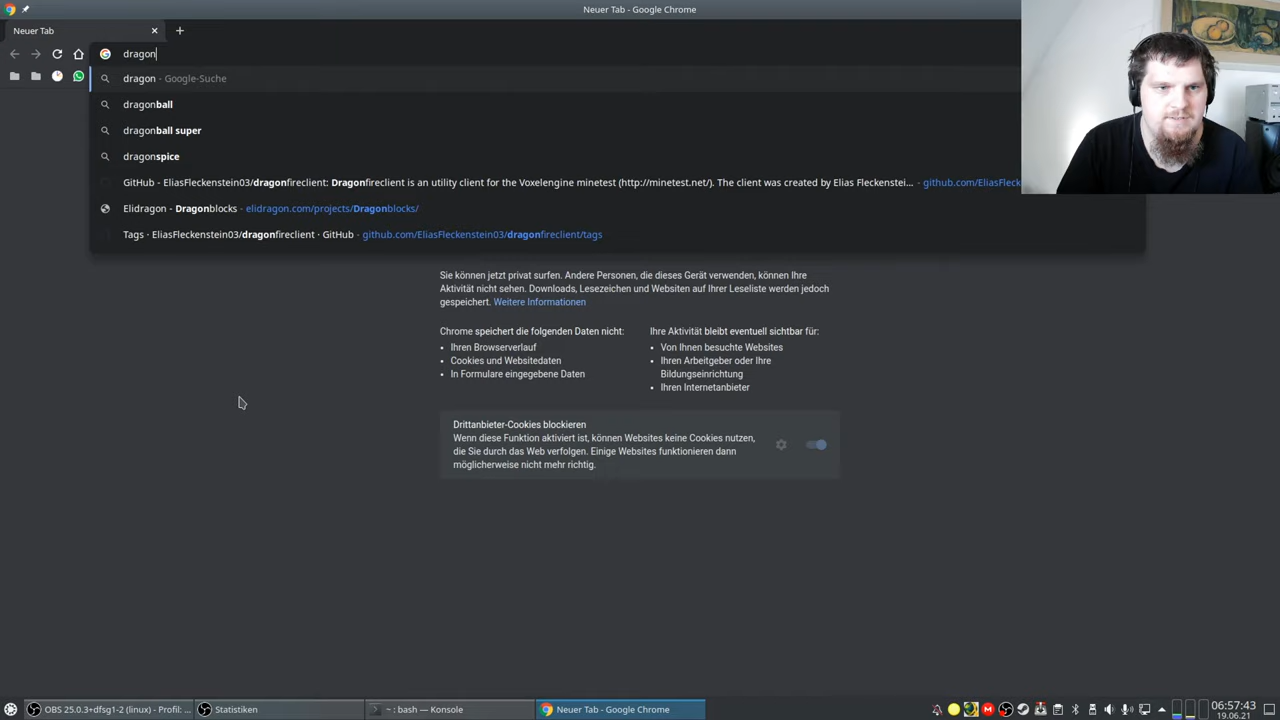 Neuer Tab - Google Chrome
Neuer Tab
dragon
dragon - Google-Suche
dragonball
dragonball super
dragonspice
GitHub - EliasFleckenstein03/dragonfireclient: Dragonfireclient is an utility client for the Voxelengine minetest (http://minetest.net/). The client was created by Elias Fleckenstei... - github.com/EliasFleck
Elidragon - Dragonblocks - elidragon.com/projects/Dragonblocks/
Tags · EliasFleckenstein03/dragonfireclient · GitHub - github.com/EliasFleckenstein03/dragonfireclient/tags
Sie können jetzt privat surfen. Andere Personen, die dieses Gerät verwenden, können Ihre
Aktivität nicht sehen. Downloads, Lesezeichen und Websites auf Ihrer Leseliste werden jedoch
gespeichert. Weitere Informationen
Chrome speichert die folgenden Daten nicht:
• Ihren Browserverlauf
• Cookies und Websitedaten
• In Formulare eingegebene Daten
Ihre Aktivität bleibt eventuell sichtbar für:
• Von Ihnen besuchte Websites
• Ihren Arbeitgeber oder Ihre
Bildungseinrichtung
• Ihren Internetanbieter
Drittanbieter-Cookies blockieren
Wenn diese Funktion aktiviert ist, können Websites keine Cookies nutzen,
die Sie durch das Web verfolgen. Einige Websites funktionieren dann
möglicherweise nicht mehr richtig.
OBS 25.0.3+dfsg1-2 (linux) - Profil: ...
Statistiken
~ : bash — Konsole
Neuer Tab - Google Chrome
06:57:43
19.06.21